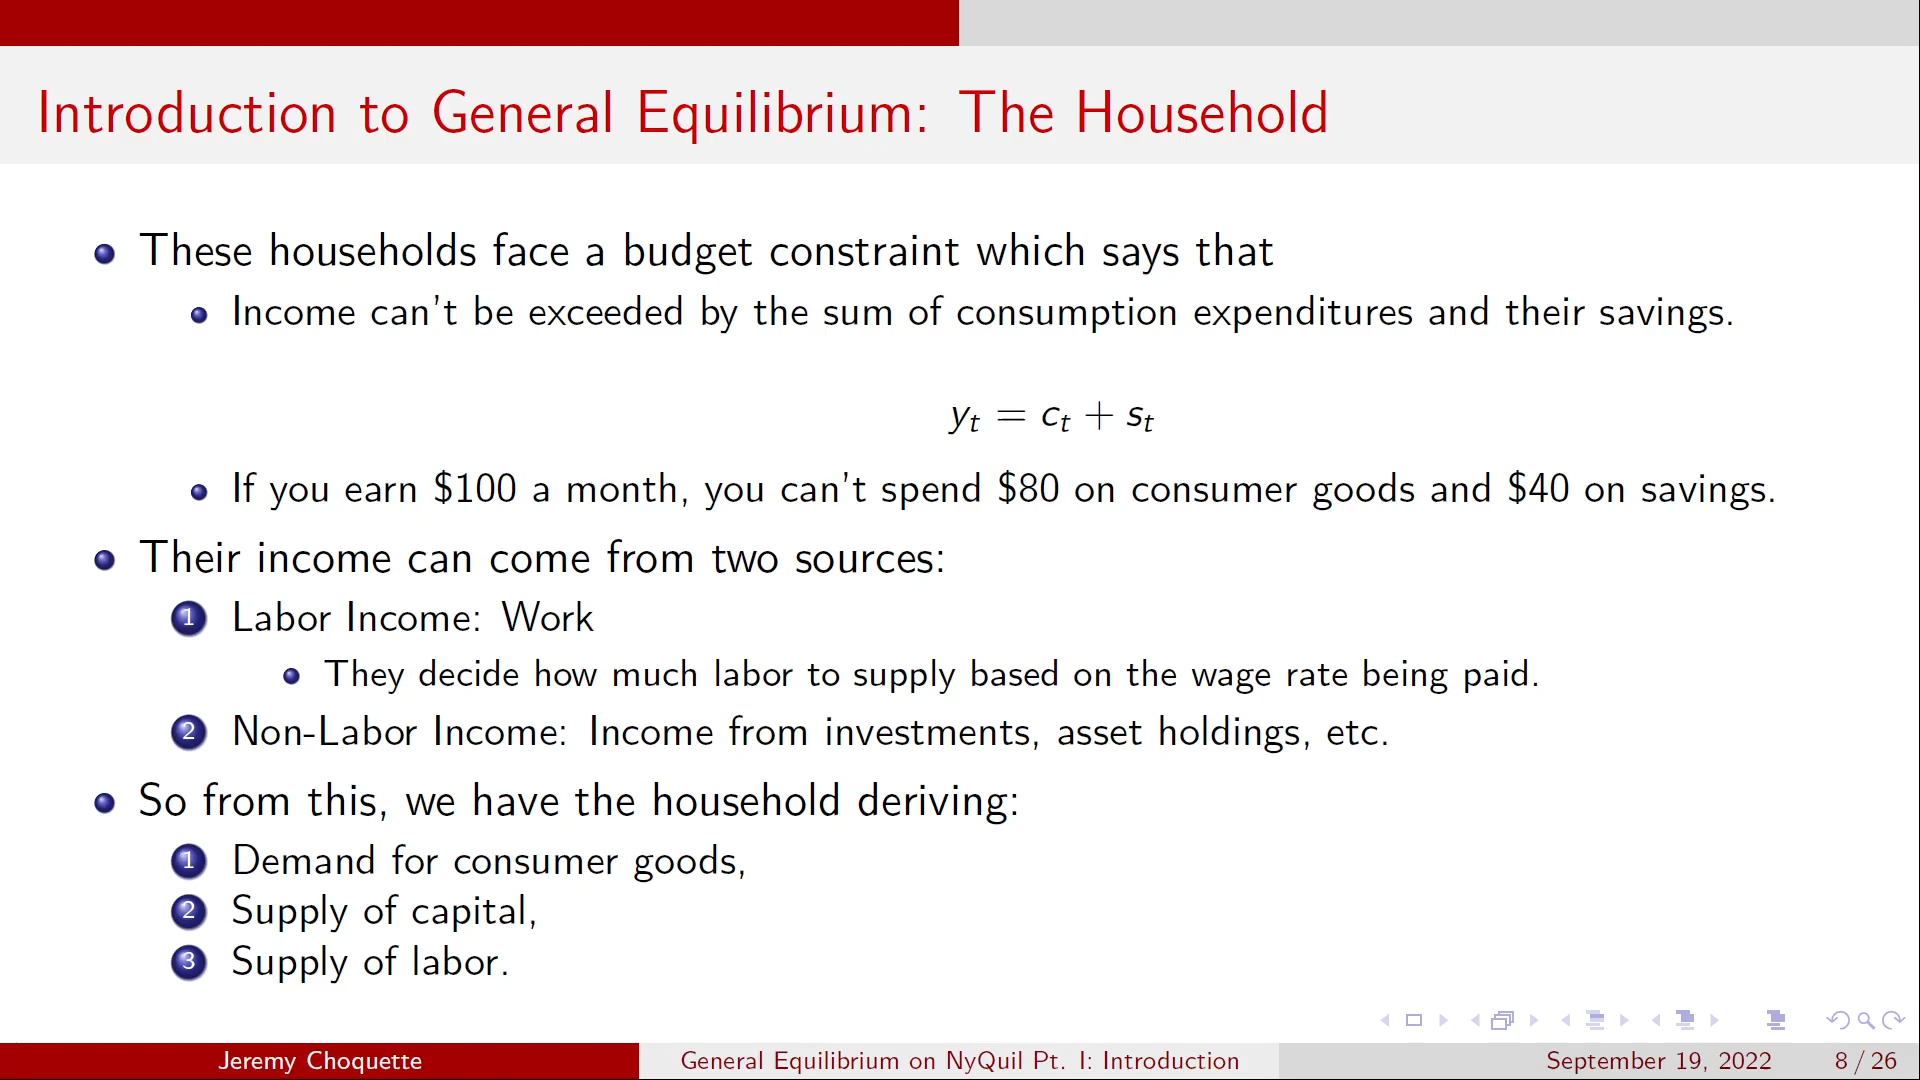 Introduction to General Equilibrium: The Household
These households face a budget constraint which says that
Income can't be exceeded by the sum of consumption expenditures and their savings.
y_t = c_t + s_t
If you earn $100 a month, you can't spend $80 on consumer goods and $40 on savings.
Their income can come from two sources:
1 Labor Income: Work
They decide how much labor to supply based on the wage rate being paid.
2 Non-Labor Income: Income from investments, asset holdings, etc.
So from this, we have the household deriving:
1 Demand for consumer goods,
2 Supply of capital,
3 Supply of labor.
Jeremy Choquette
General Equilibrium on NyQuil Pt. I: Introduction
September 19, 2022
8 / 26